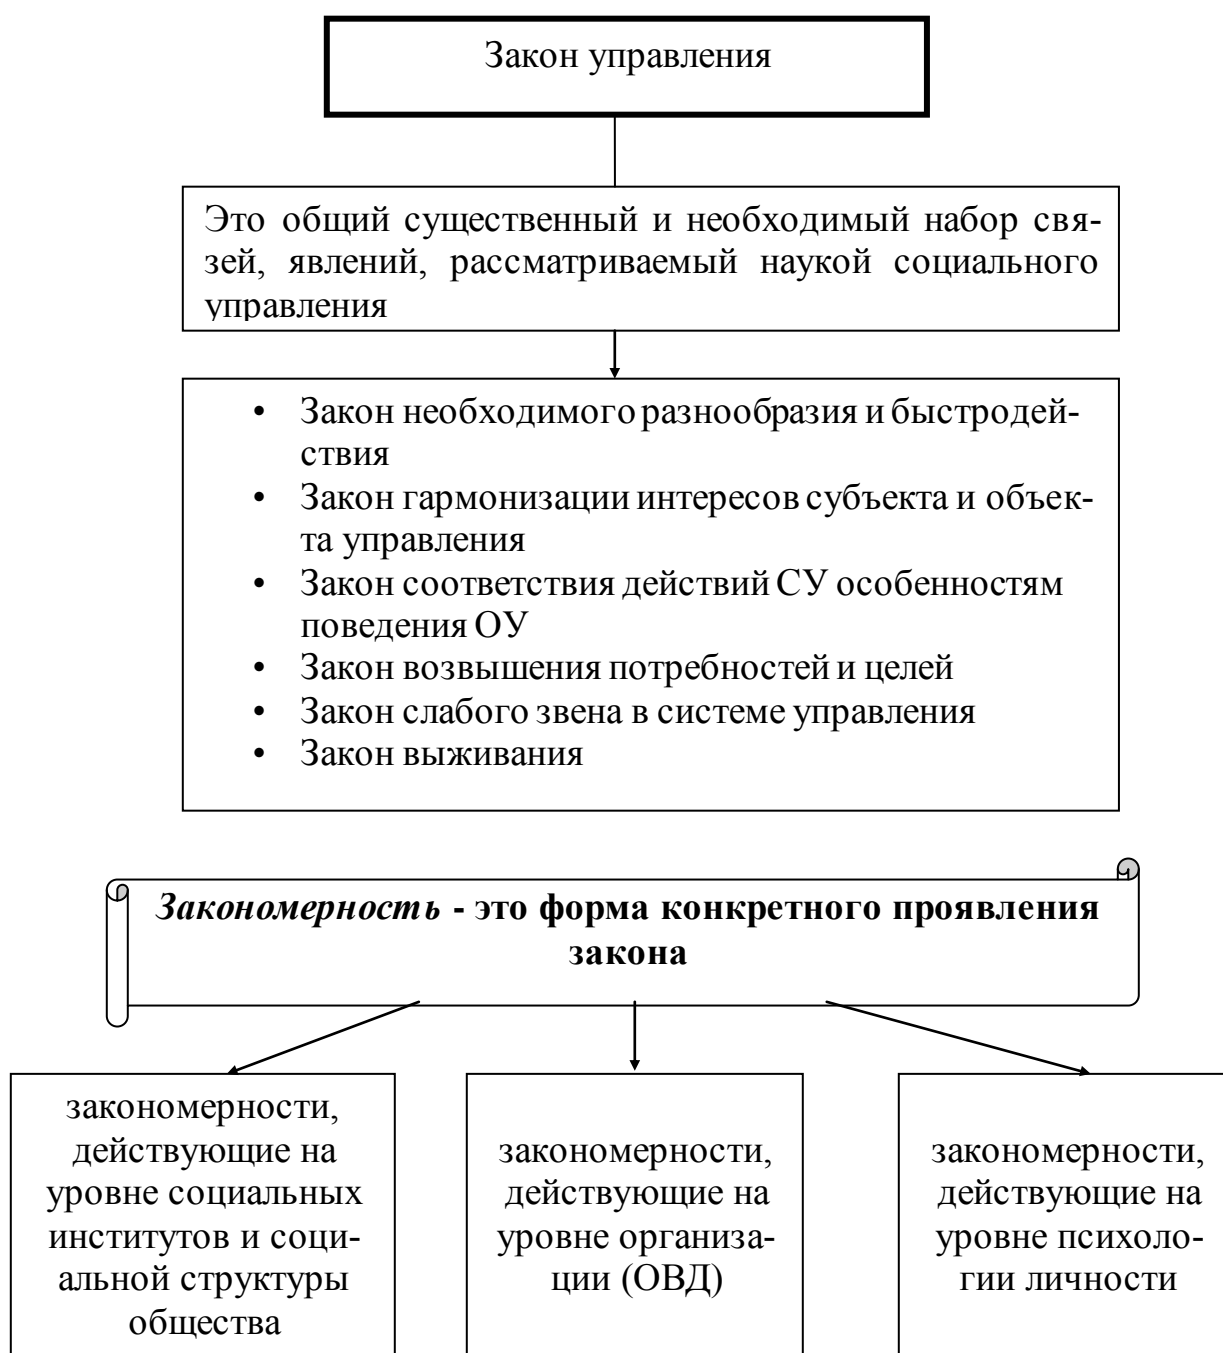 Закон управления
Это общий существенный и необходимый набор свя-
зей, явлений, рассматриваемый наукой социального
управления
• Закон необходимого разнообразия и быстродей-
ствия
• Закон гармонизации интересов субъекта и объек-
та управления
• Закон соответствия действий СУ особенностям
поведения ОУ
• Закон возвышения потребностей и целей
• Закон слабого звена в системе управления
• Закон выживания
Закономерность - это форма конкретного проявления
закона
закономерности,
действующие на
уровне социальных
институтов и соци-
альной структуры
общества
закономерности,
действующие на
уровне организа-
ции (ОВД)
закономерности,
действующие на
уровне психоло-
гии личности